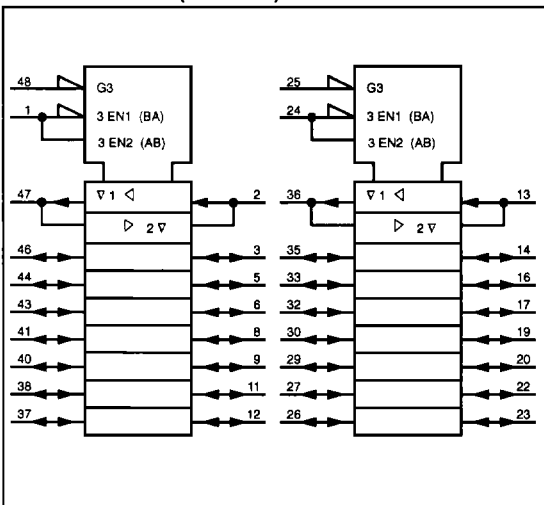 48 G3 25 G3
1 3 EN1 (BA) 24 3 EN1 (BA)
3 EN2 (AB) 3 EN2 (AB)
47 ∇ 1 ◁ 2 36 ∇ 1 ◁ 13
▷ 2 ∇ ▷ 2 ∇
46 3 35 14
44 5 33 16
43 6 32 17
41 8 30 19
40 9 29 20
38 11 27 22
37 12 26 23